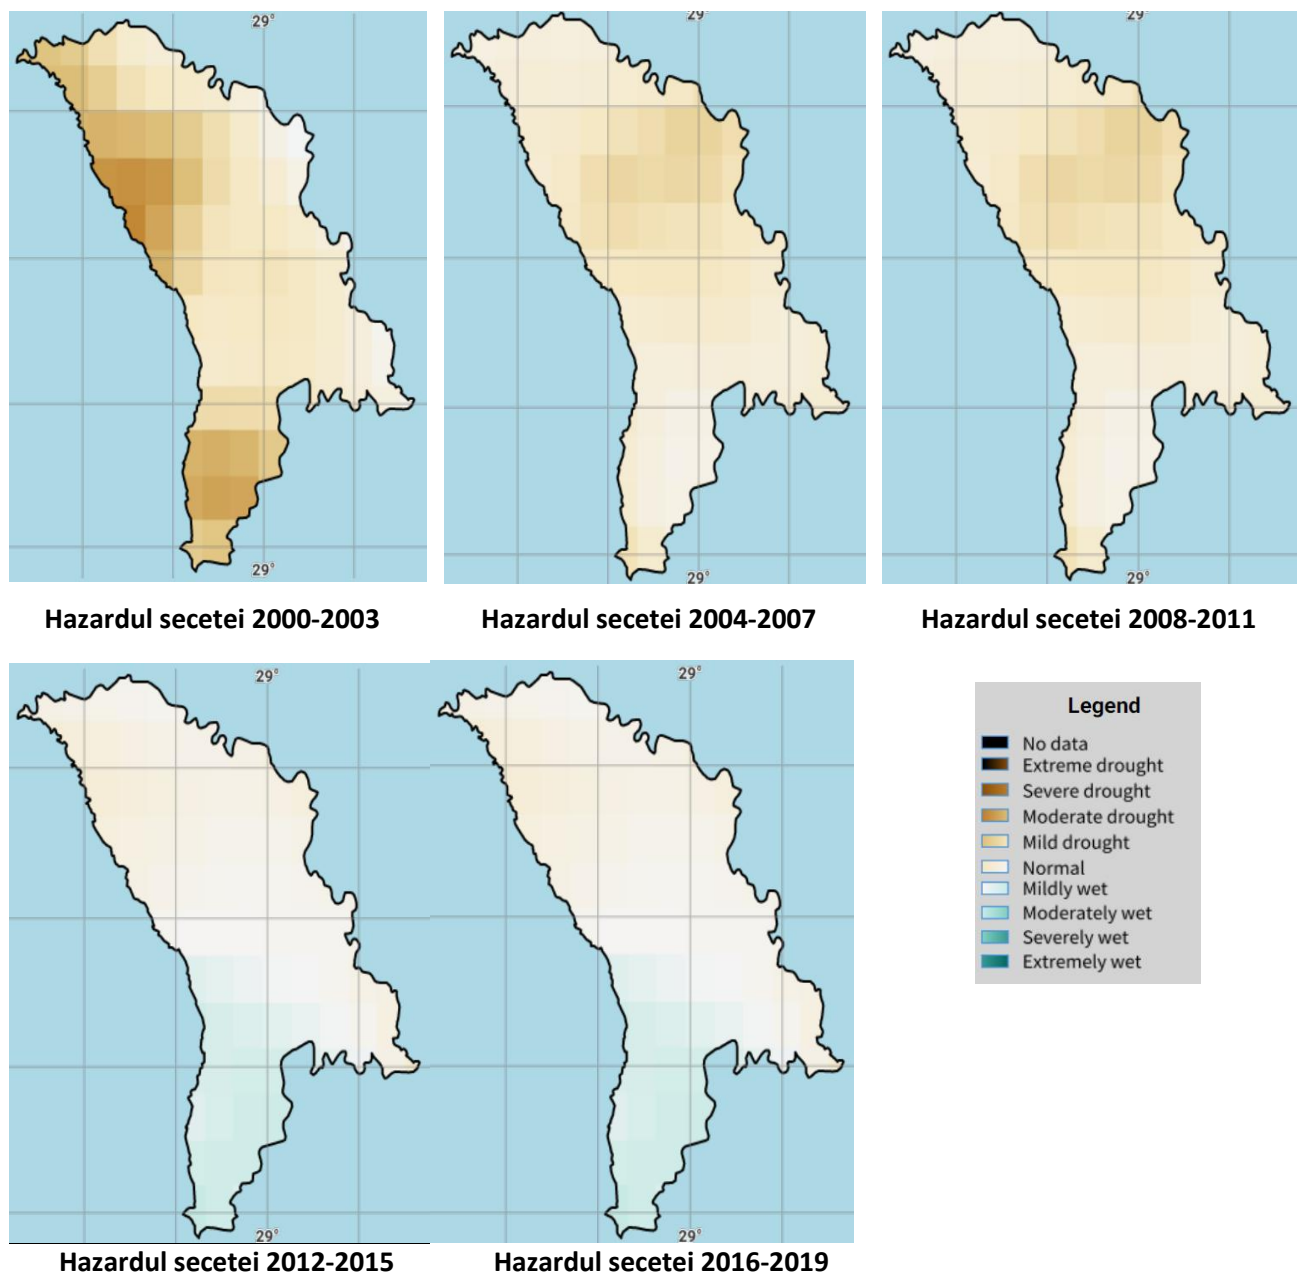 29°
29°
29°
29°
29°
29°
Hazardul secetei 2000-2003
Hazardul secetei 2004-2007
Hazardul secetei 2008-2011
29°
29°
Legend
No data
Extreme drought
Severe drought
Moderate drought
Mild drought
Normal
Mildly wet
Moderately wet
Severely wet
Extremely wet
29°
29°
Hazardul secetei 2012-2015
Hazardul secetei 2016-2019